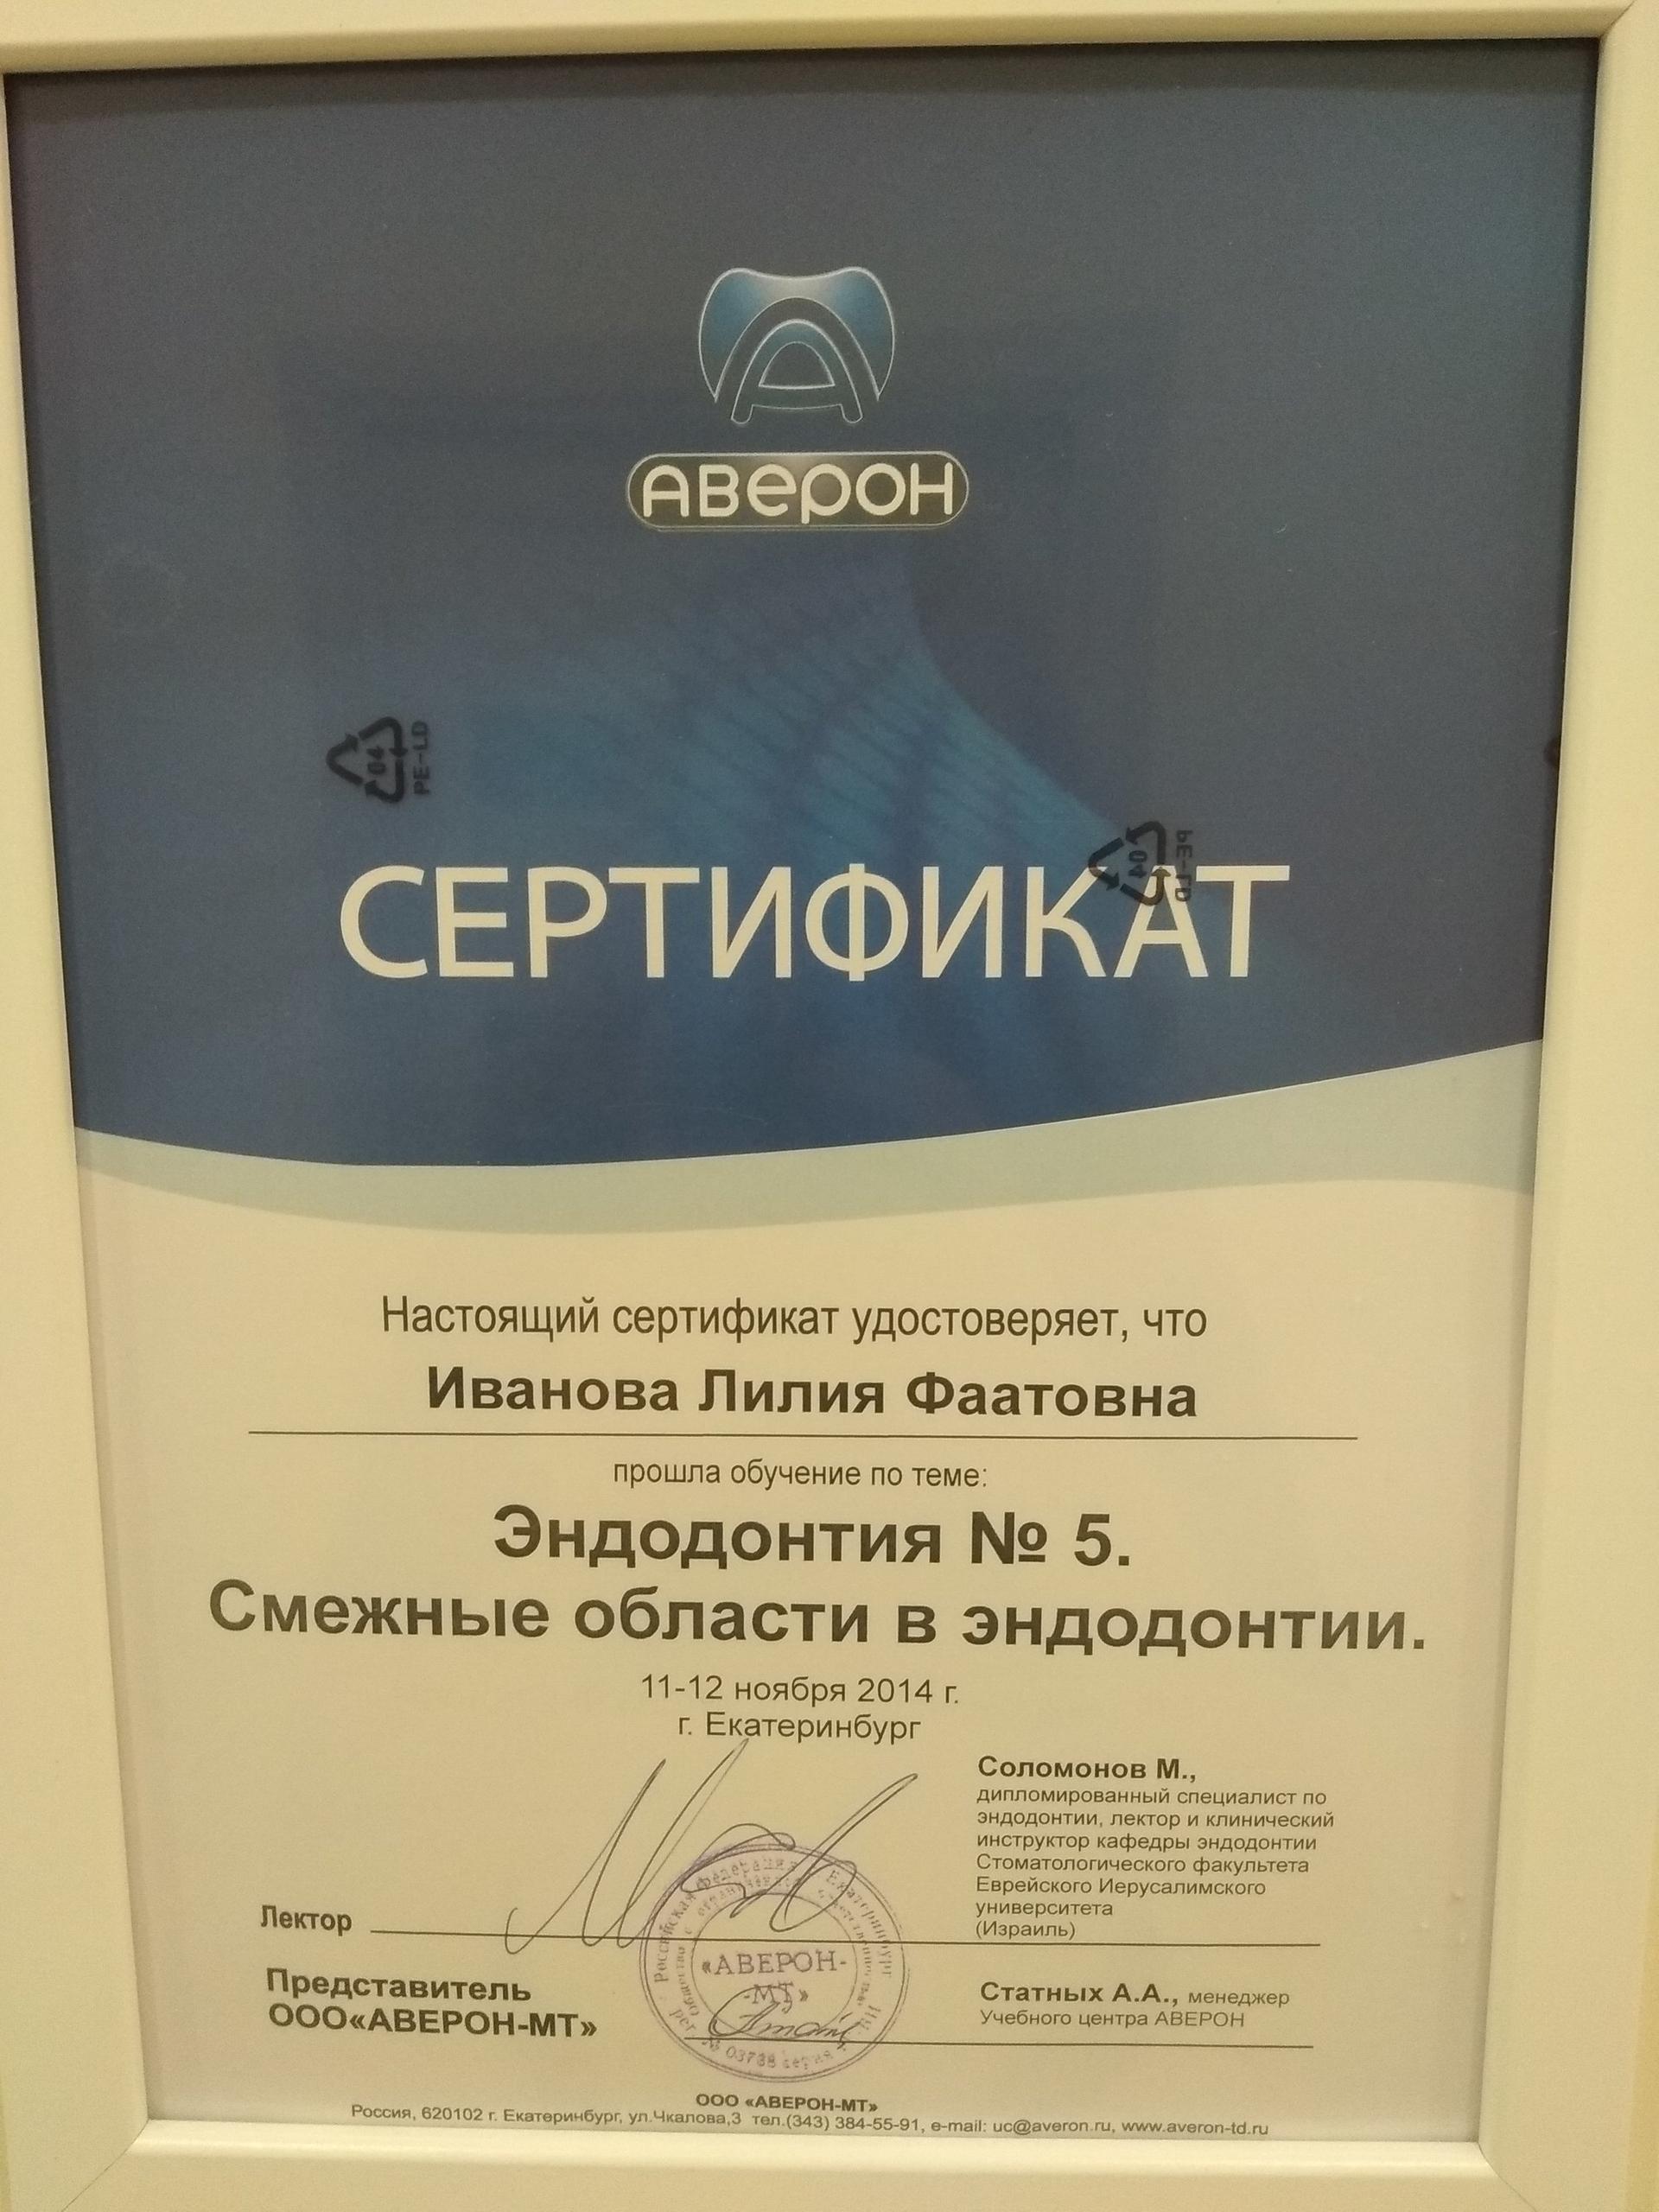 Аверон
04
PE-LD
04
PE-LD
СЕРТИФИКАТ
Настоящий сертификат удостоверяет, что
Иванова Лилия Фаатовна
прошла обучение по теме:
Эндодонтия № 5.
Смежные области в эндодонтии.
11-12 ноября 2014 г.
г. Екатеринбург
Соломонов М.,
дипломированный специалист по
эндодонтии, лектор и клинический
инструктор кафедры эндодонтии
Стоматологического факультета
Еврейского Иерусалимского
университета
(Израиль)
Лектор
Российская Федерация г. Екатеринбург
«АВЕРОН-
-МТ»
Представитель
ООО«АВЕРОН-МТ»
Статных А.А., менеджер
Учебного центра АВЕРОН
ООО «АВЕРОН-МТ»
Россия, 620102 г. Екатеринбург, ул.Чкалова,3 тел.(343) 384-55-91, e-mail: uc@averon.ru, www.averon-td.ru